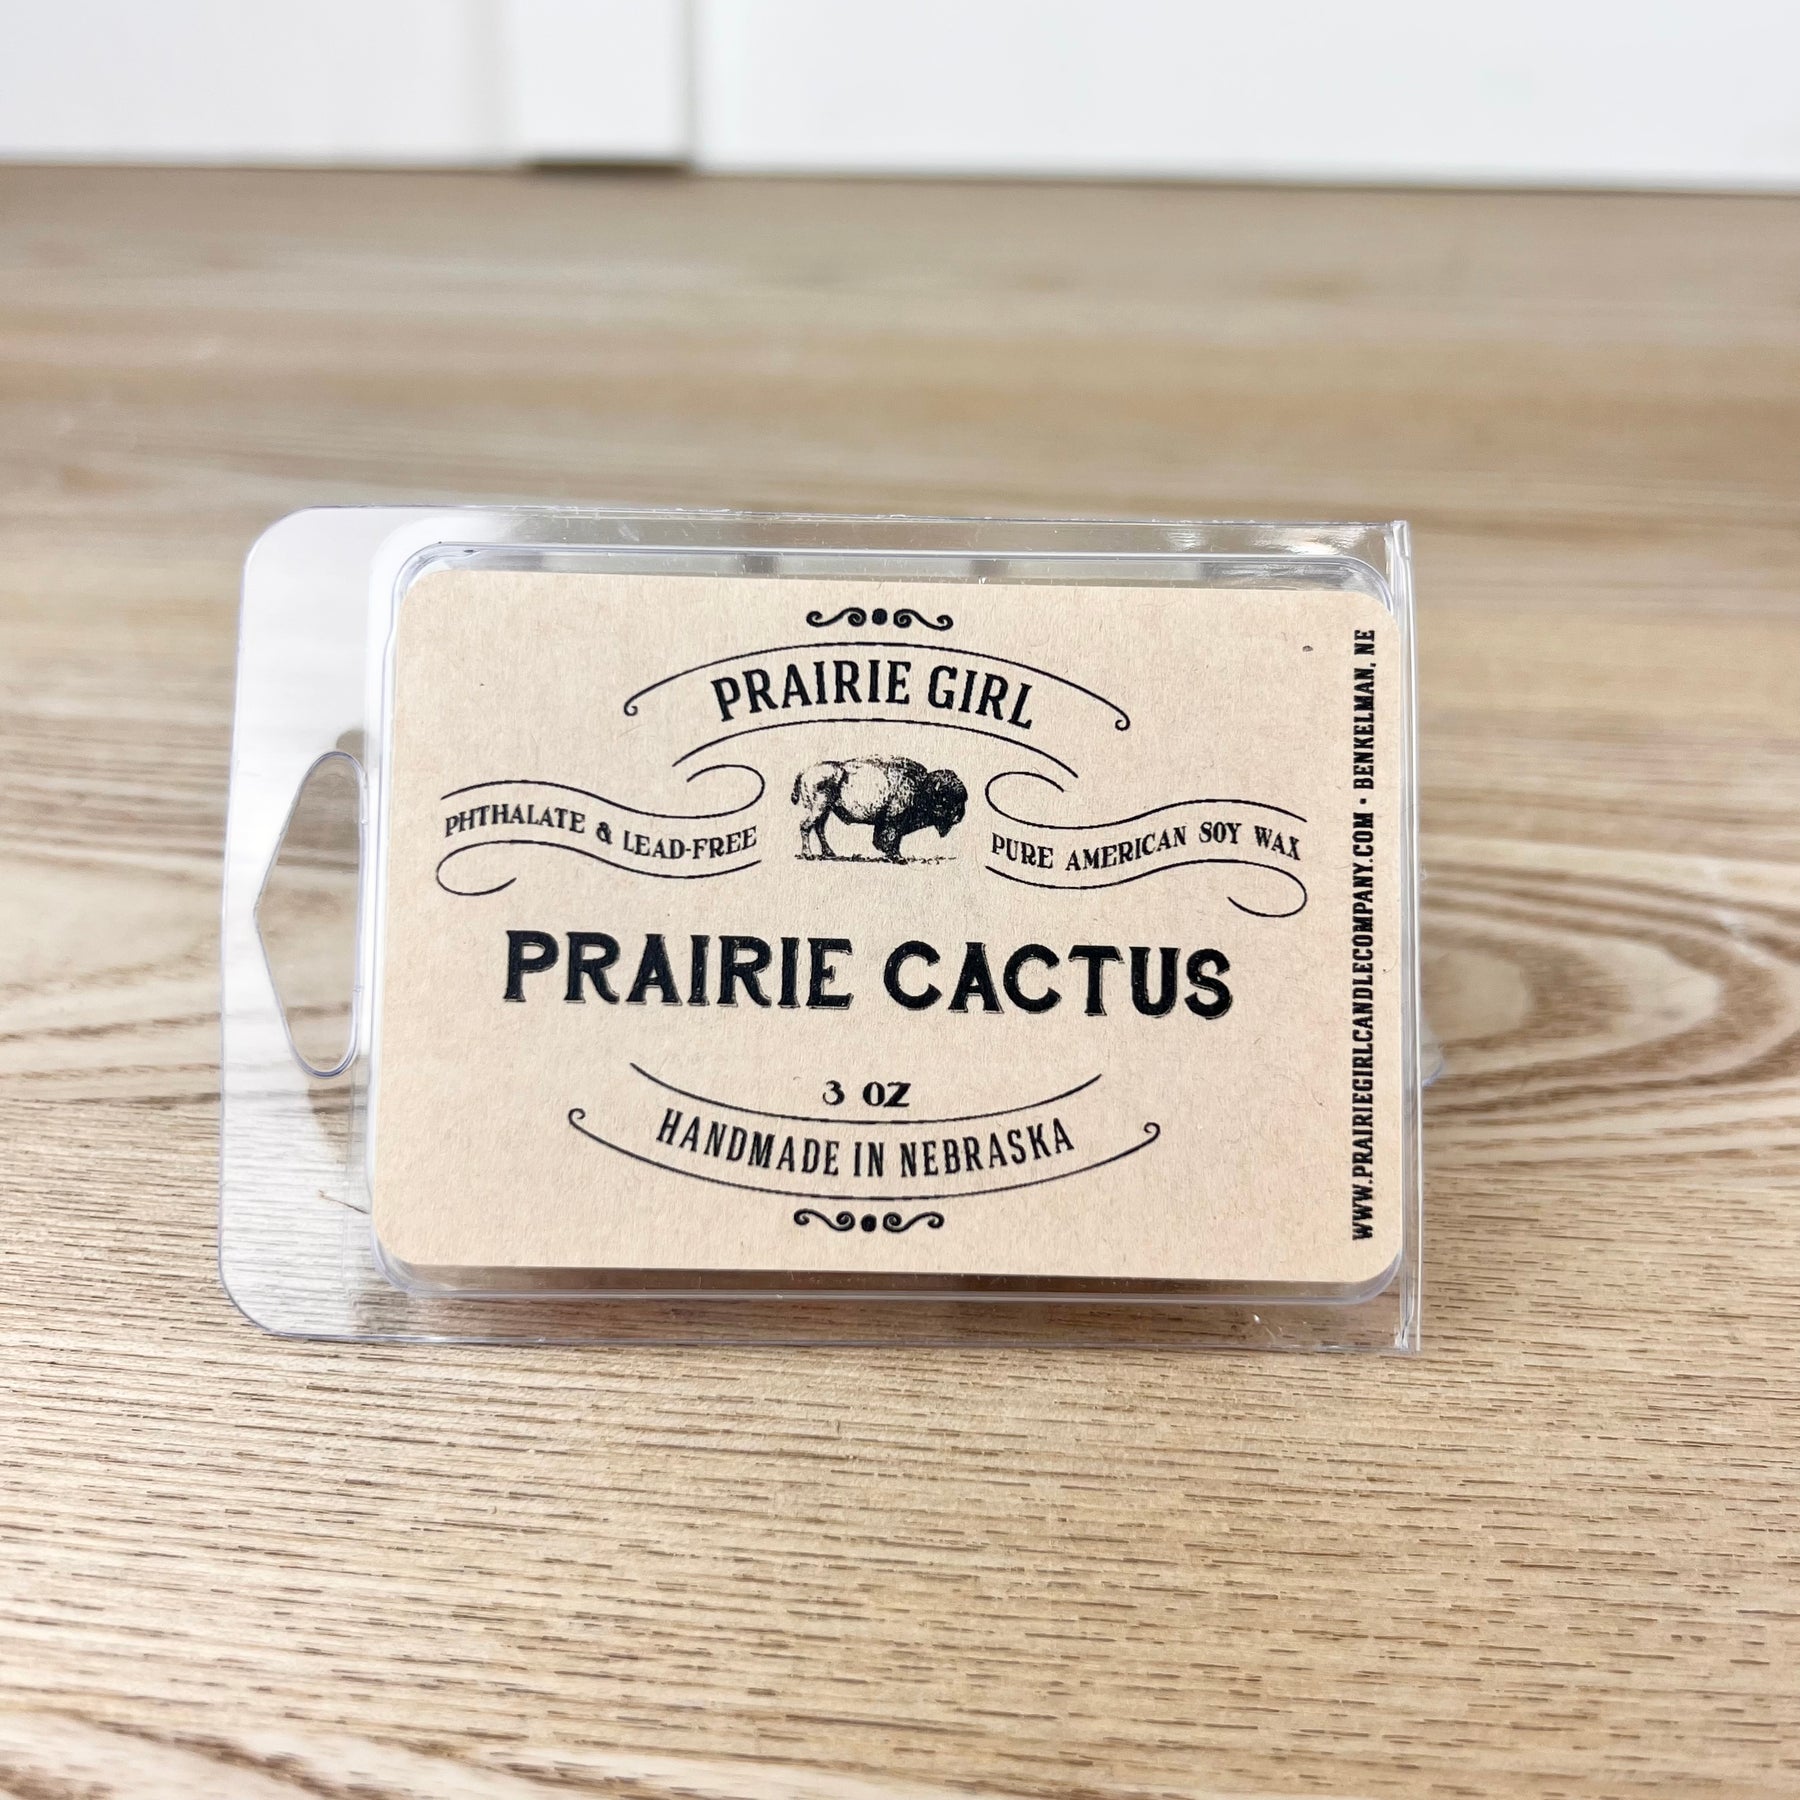 PRAIRIE GIRL
PHTHALATE & LEAD-FREE
PURE AMERICAN SOY WAX
PRAIRIE CACTUS
3 OZ
HANDMADE IN NEBRASKA
WWW.PRAIRIEGIRLCANDLECOMPANY.COM • BENKELMAN, NE